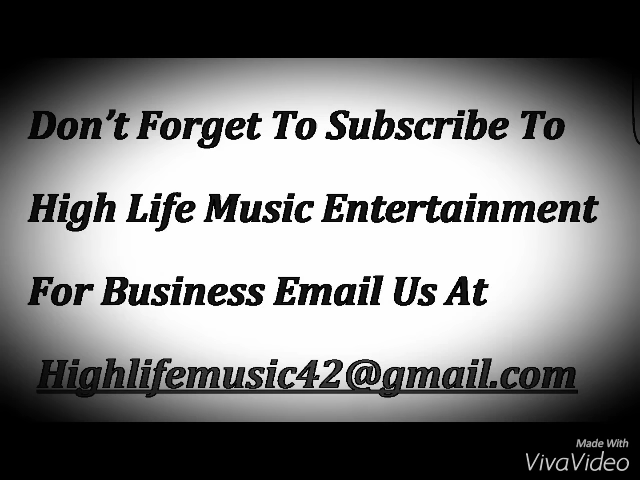 Don't Forget To Subscribe To
High Life Music Entertainment
For Business Email Us At
Highlifemusic42@gmail.com
Made With
VivaVideo